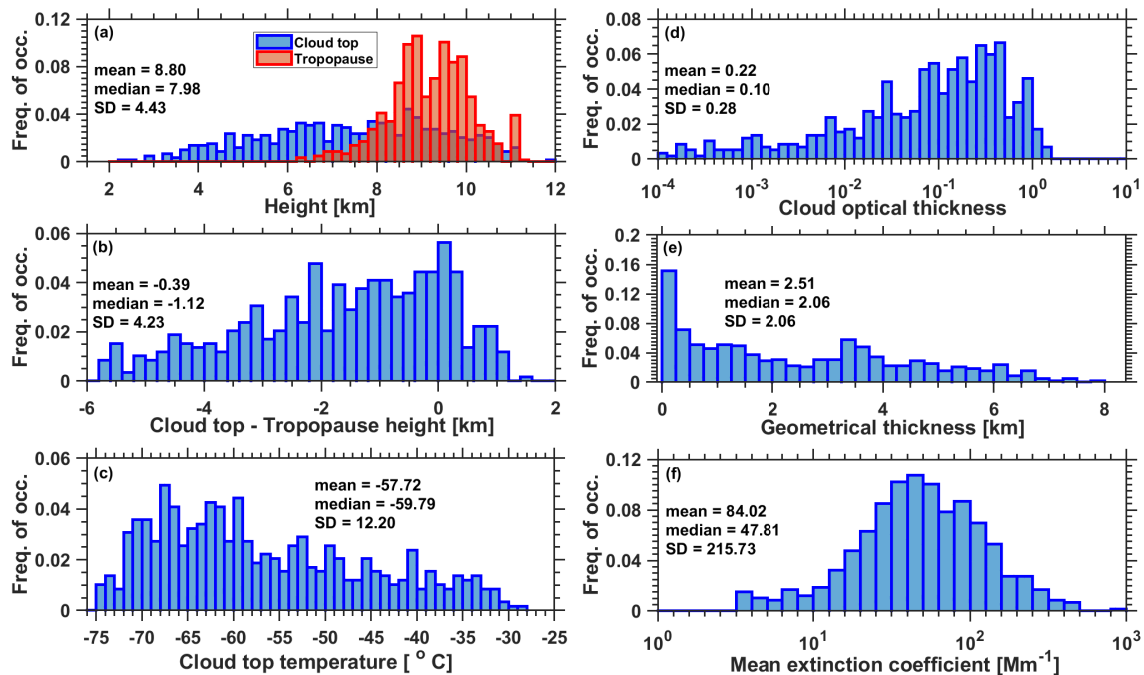 (a)
Cloud top
Tropopause
mean = 8.80
median = 7.98
SD = 4.43
0.12
0.08
0.04
0
Freq. of occ.
2 4 6 8 10 12
Height [km]
(d)
mean = 0.22
median = 0.10
SD = 0.28
0.08
0.06
0.04
0.02
0
Freq. of occ.
10⁻⁴ 10⁻³ 10⁻² 10⁻¹ 10⁰ 10¹
Cloud optical thickness
(b)
mean = -0.39
median = -1.12
SD = 4.23
0.06
0.04
0.02
0
Freq. of occ.
-6 -4 -2 0 2
Cloud top - Tropopause height [km]
(e)
mean = 2.51
median = 2.06
SD = 2.06
0.2
0.16
0.12
0.08
0.04
0
Freq. of occ.
0 2 4 6 8
Geometrical thickness [km]
(c)
mean = -57.72
median = -59.79
SD = 12.20
0.06
0.04
0.02
0
Freq. of occ.
-75 -70 -65 -60 -55 -50 -45 -40 -35 -30 -25
Cloud top temperature [ ° C]
(f)
mean = 84.02
median = 47.81
SD = 215.73
0.12
0.08
0.04
0
Freq. of occ.
10⁰ 10¹ 10² 10³
Mean extinction coefficient [Mm⁻¹]